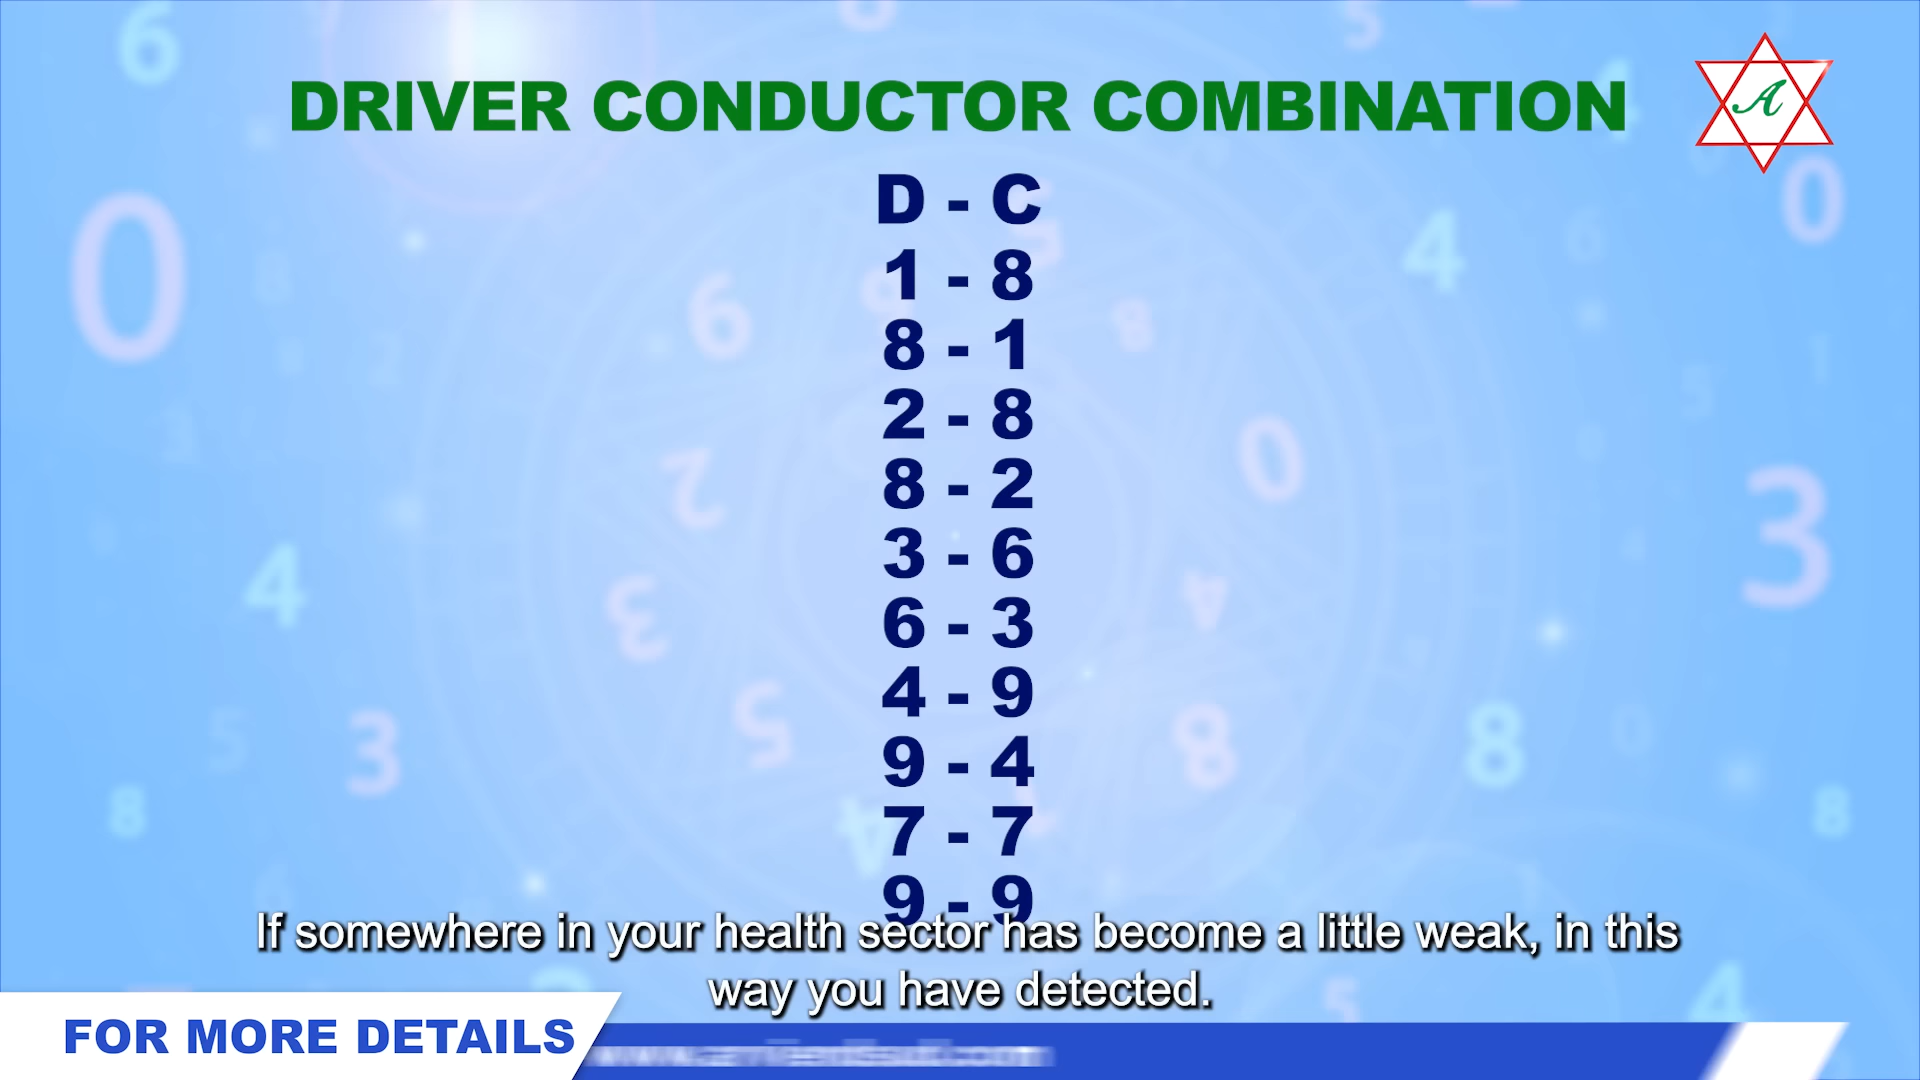 DRIVER CONDUCTOR COMBINATION
A
D - C
1 - 8
8 - 1
2 - 8
8 - 2
3 - 6
6 - 3
4 - 9
9 - 4
7 - 7
9 - 9
If somewhere in your health sector has become a little weak, in this
way you have detected.
FOR MORE DETAILS